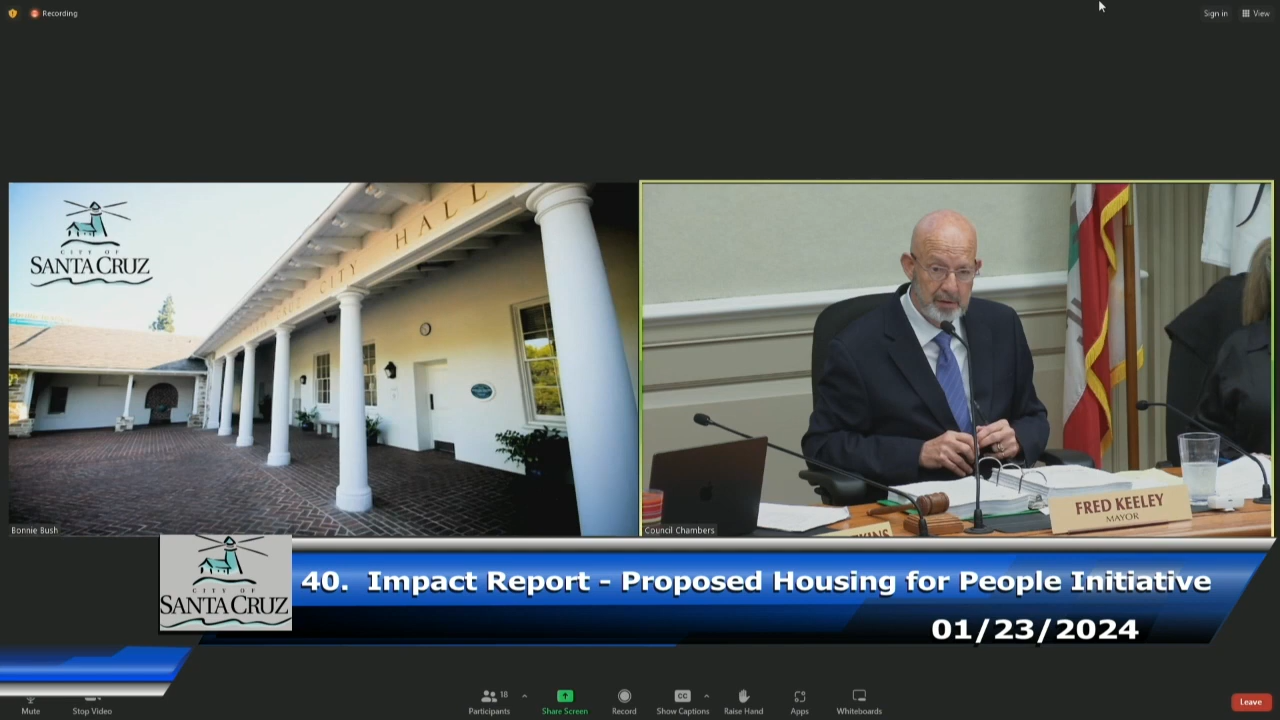 Recording
Sign in
View
CITY OF
SANTA CRUZ
CITY HALL
Bonnie Bush
Council Chambers
FRED KEELEY
MAYOR
KINS
CITY OF
SANTA CRUZ
40. Impact Report - Proposed Housing for People Initiative
01/23/2024
Mute
Stop Video
Participants
18
Share Screen
Record
CC
Show Captions
Raise Hand
Apps
Whiteboards
Leave